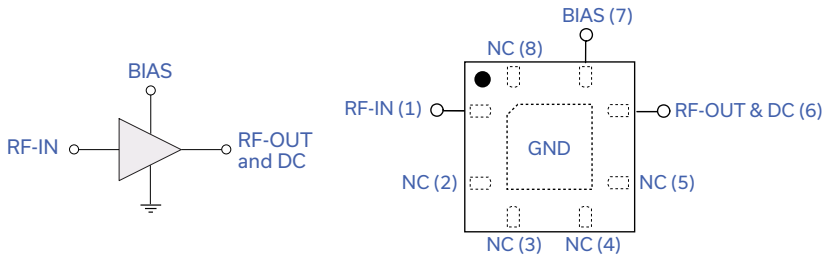 BIAS
RF-IN
RF-OUT
and DC
BIAS (7)
NC (8)
RF-IN (1)
RF-OUT & DC (6)
GND
NC (2)
NC (5)
NC (3)
NC (4)